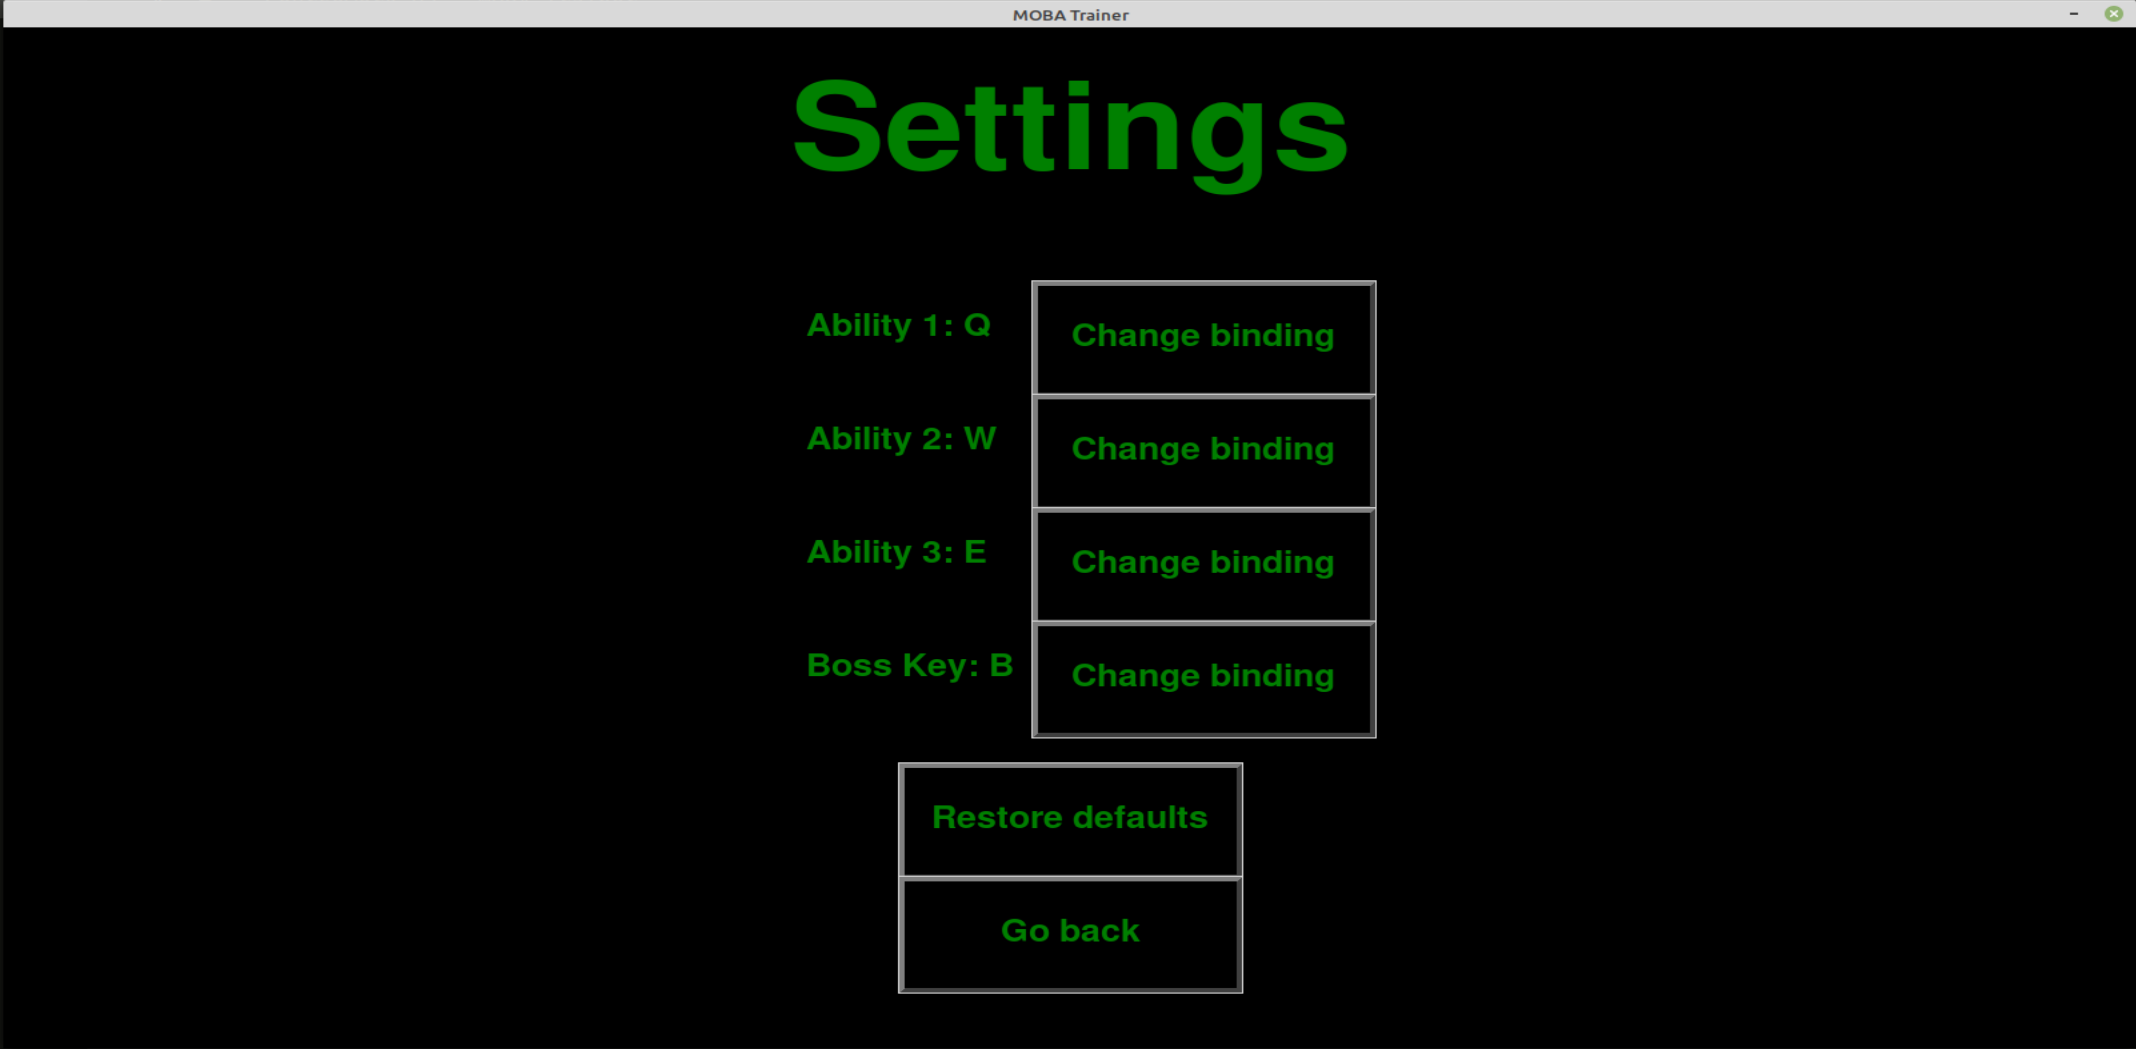 MOBA Trainer
Settings
Ability 1: Q
Change binding
Ability 2: W
Change binding
Ability 3: E
Change binding
Boss Key: B
Change binding
Restore defaults
Go back